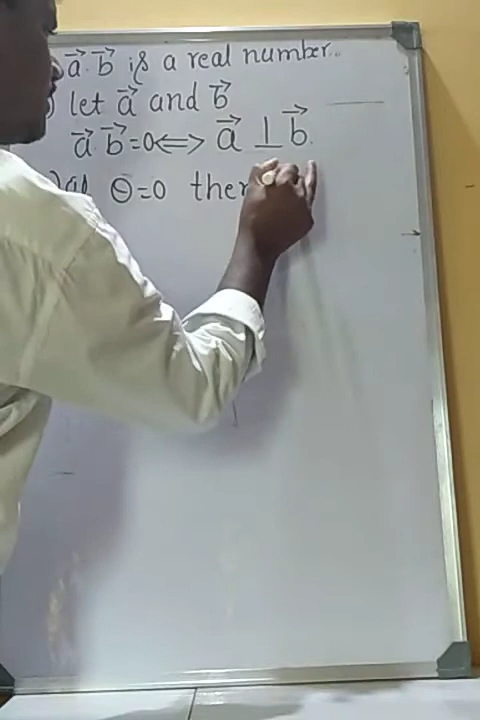 a⃗·b⃗ is a real number..
) let a⃗ and b⃗
a⃗ b⃗=0⇔ a⃗ ⊥ b⃗.
) θ=0 then